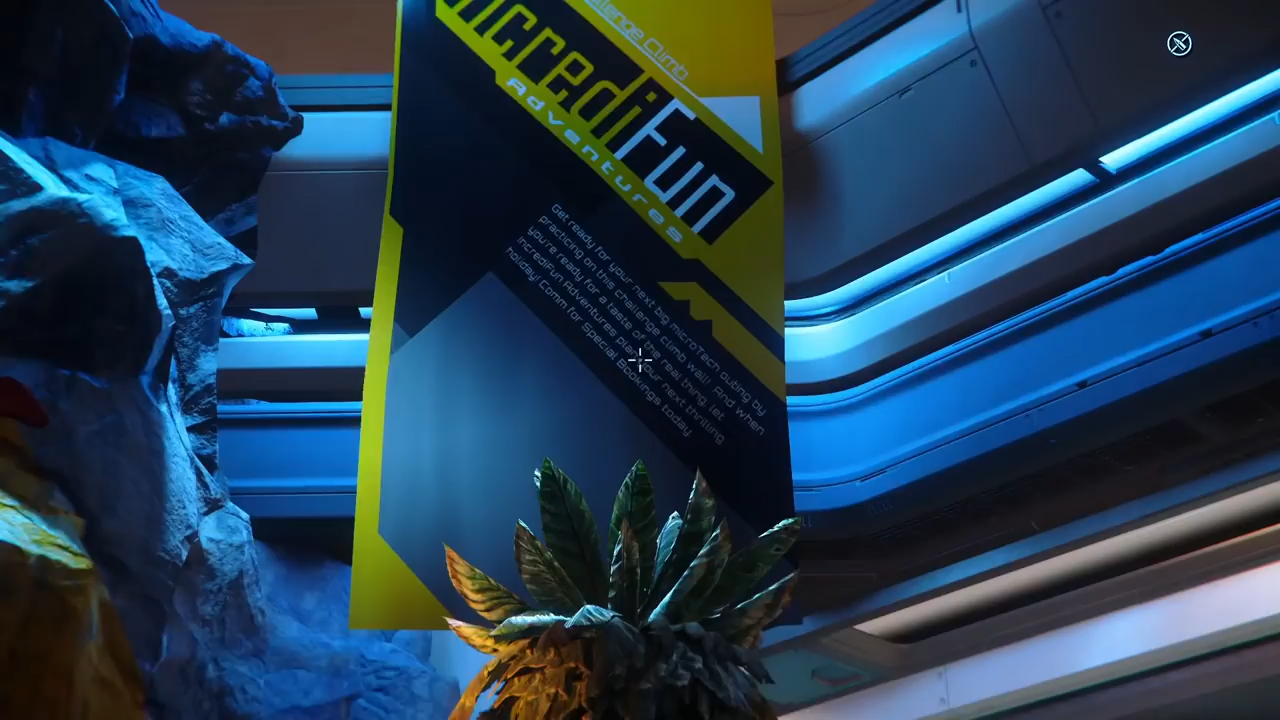 Challenge Climb
IncrediFun
Adventures
Get ready for your next big microTech outing by
practicing on this challenge climb wall! And when
you're ready for a taste of the real thing, let
IncrediFun Adventures plan your next thrilling
holiday! Comm for Special Bookings today